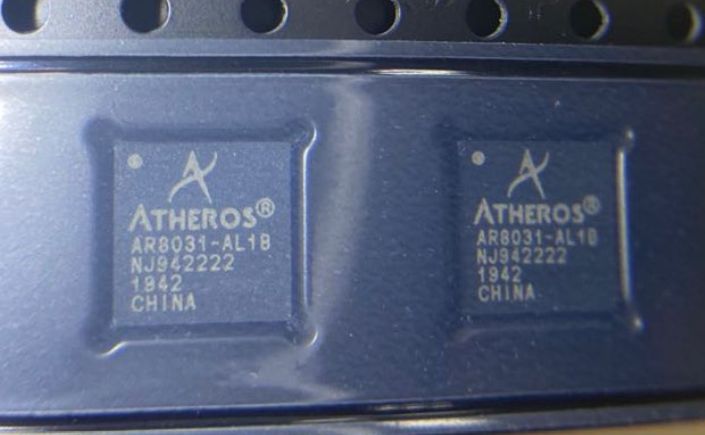 ATHEROS®
AR8031-AL1B
NJ942222
1942
CHINA
ATHEROS®
AR8031-AL1B
NJ942222
1942
CHINA